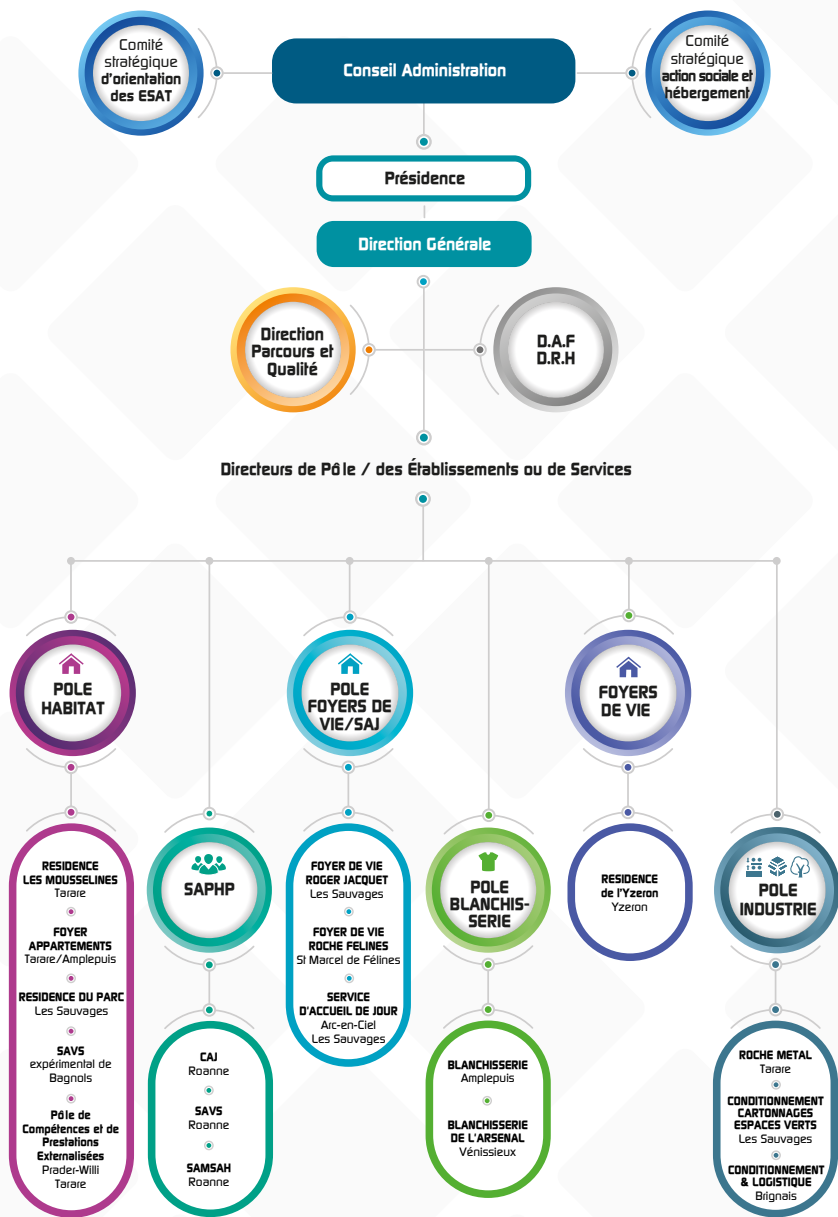 Comité
stratégique
d'orientation
des ESAT
Conseil Administration
Comité
stratégique
action sociale et
hébergement
Présidence
Direction Générale
Direction
Parcours et
Qualité
D.A.F
D.R.H
Directeurs de Pôle / des Établissements ou de Services
POLE
HABITAT
POLE
FOYERS DE
VIE/SAJ
FOYERS
DE VIE
RESIDENCE
LES MOUSSELINES
Tarare
FOYER
APPARTEMENTS
Tarare/Amplepuis
RESIDENCE DU PARC
Les Sauvages
SAVS
expérimental de
Bagnols
Pôle de
Compétences et de
Prestations
Externalisées
Prader-Willi
Tarare
SAPHP
CAJ
Roanne
SAVS
Roanne
SAMSAH
Roanne
FOYER DE VIE
ROGER JACQUET
Les Sauvages
FOYER DE VIE
ROCHE FELINES
St Marcel de Félines
SERVICE
D'ACCUEIL DE JOUR
Arc-en-Ciel
Les Sauvages
POLE
BLANCHIS-
SERIE
BLANCHISSERIE
Amplepuis
BLANCHISSERIE
DE L'ARSENAL
Vénissieux
RESIDENCE
de l'Yzeron
Yzeron
POLE
INDUSTRIE
ROCHE METAL
Tarare
CONDITIONNEMENT
CARTONNAGES
ESPACES VERTS
Les Sauvages
CONDITIONNEMENT
& LOGISTIQUE
Brignais